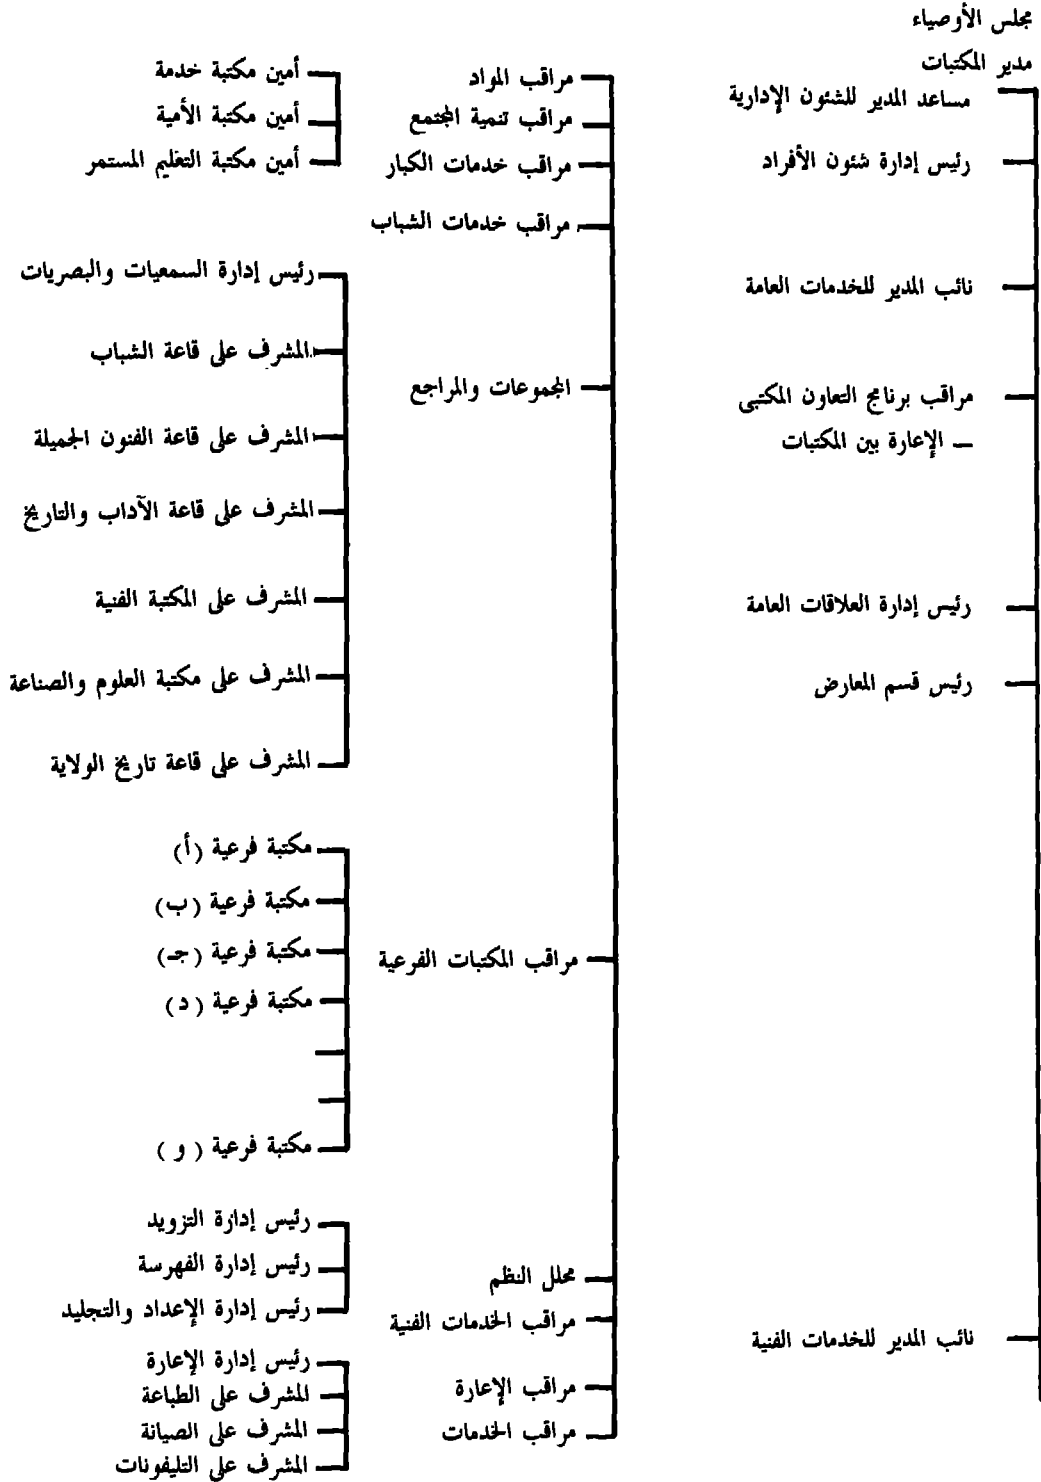 مجلس الأوصياء
مدير المكتبات
مساعد المدير للشئون الإدارية
رئيس إدارة شئون الأفراد
نائب المدير للخدمات العامة
مراقب برنامج التعاون المكتبى
ـ الإعارة بين المكتبات
رئيس إدارة العلاقات العامة
رئيس قسم المعارض
نائب المدير للخدمات الفنية
مراقب المواد
مراقب تنمية المجتمع
مراقب خدمات الكبار
مراقب خدمات الشباب
المجموعات والمراجع
مراقب المكتبات الفرعية
محلل النظم
مراقب الخدمات الفنية
مراقب الإعارة
مراقب الخدمات
أمين مكتبة خدمة
أمين مكتبة الأمية
أمين مكتبة التعليم المستمر
رئيس إدارة السمعيات والبصريات
المشرف على قاعة الشباب
المشرف على قاعة الفنون الجميلة
المشرف على قاعة الآداب والتاريخ
المشرف على المكتبة الفنية
المشرف على مكتبة العلوم والصناعة
المشرف على قاعة تاريخ الولاية
مكتبة فرعية (أ)
مكتبة فرعية (ب)
مكتبة فرعية (جـ)
مكتبة فرعية (د)
مكتبة فرعية (و)
رئيس إدارة التزويد
رئيس إدارة الفهرسة
رئيس إدارة الإعداد والتجليد
رئيس إدارة الإعارة
المشرف على الطباعة
المشرف على الصيانة
المشرف على التليفونات